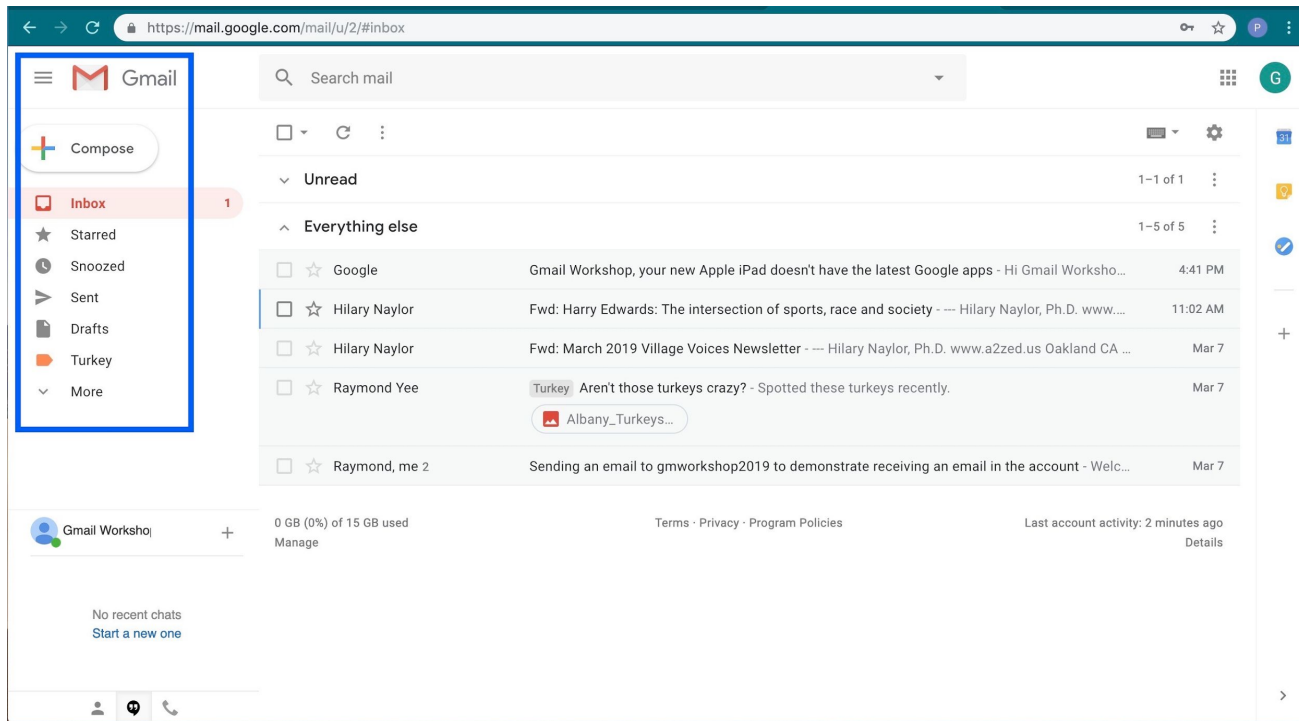 https://mail.google.com/mail/u/2/#inbox
P
Gmail
Search mail
G
Compose
31
Unread
1–1 of 1
Inbox 1
Everything else
1–5 of 5
Starred
Snoozed
Sent
Drafts
Turkey
More
Google Gmail Workshop, your new Apple iPad doesn't have the latest Google apps - Hi Gmail Worksho... 4:41 PM
Hilary Naylor Fwd: Harry Edwards: The intersection of sports, race and society - --- Hilary Naylor, Ph.D. www.... 11:02 AM
Hilary Naylor Fwd: March 2019 Village Voices Newsletter - --- Hilary Naylor, Ph.D. www.a2zed.us Oakland CA ... Mar 7
Raymond Yee Turkey Aren't those turkeys crazy? - Spotted these turkeys recently. Mar 7
Albany_Turkeys...
Raymond, me 2 Sending an email to gmworkshop2019 to demonstrate receiving an email in the account - Welc... Mar 7
Gmail Workshop
0 GB (0%) of 15 GB used
Manage
Terms · Privacy · Program Policies
Last account activity: 2 minutes ago
Details
No recent chats
Start a new one